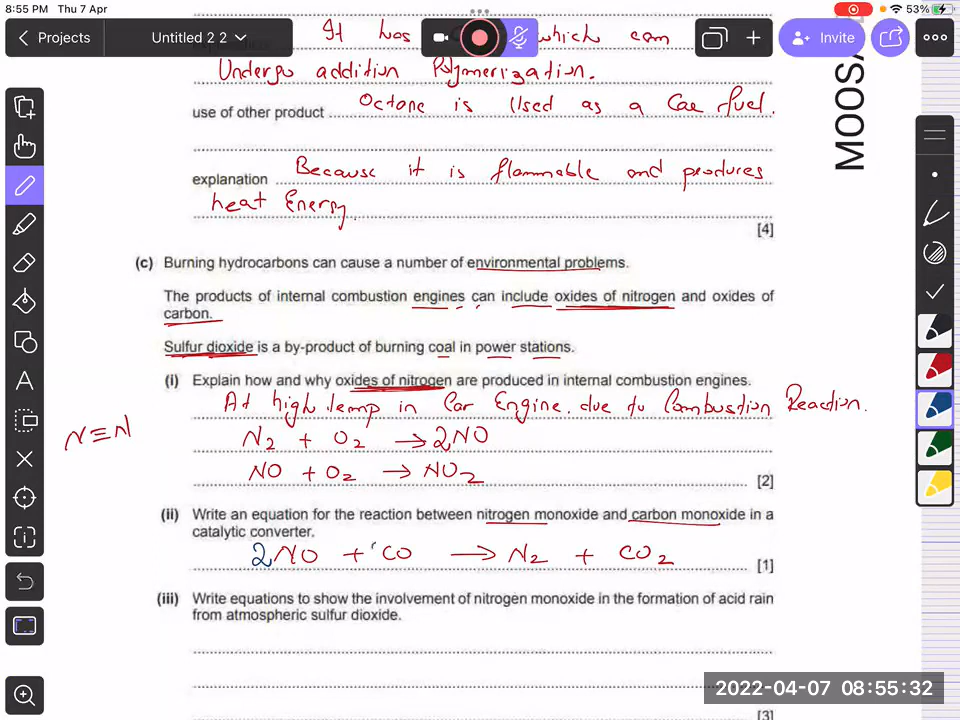 8:55 PM Thu 7 Apr
53%
Projects
Untitled 2 2
Invite
It has which can
Undergo addition Polymerization.
use of other product Octane is Used as a Car fuel.
explanation Because it is flammable and produces
heat Energy.
[4]
MOOSA
(c) Burning hydrocarbons can cause a number of environmental problems.
The products of internal combustion engines can include oxides of nitrogen and oxides of
carbon.
Sulfur dioxide is a by-product of burning coal in power stations.
(i) Explain how and why oxides of nitrogen are produced in internal combustion engines.
At high temp in Car Engine. due to Combustion Reaction.
N≡N
N₂ + O₂ → 2NO
NO + O₂ → NO₂
[2]
(ii) Write an equation for the reaction between nitrogen monoxide and carbon monoxide in a
catalytic converter.
2NO + CO → N₂ + CO₂
[1]
(iii) Write equations to show the involvement of nitrogen monoxide in the formation of acid rain
from atmospheric sulfur dioxide.
[3]
2022-04-07 08:55:32